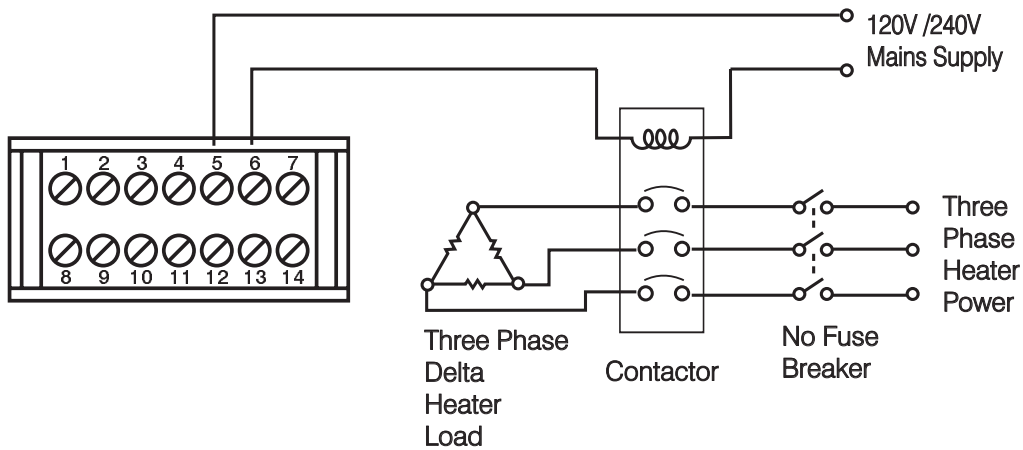 120V /240V
Mains Supply
1 2 3 4 5 6 7
8 9 10 11 12 13 14
Three
Phase
Heater
Power
Three Phase
Delta
Heater
Load
Contactor
No Fuse
Breaker